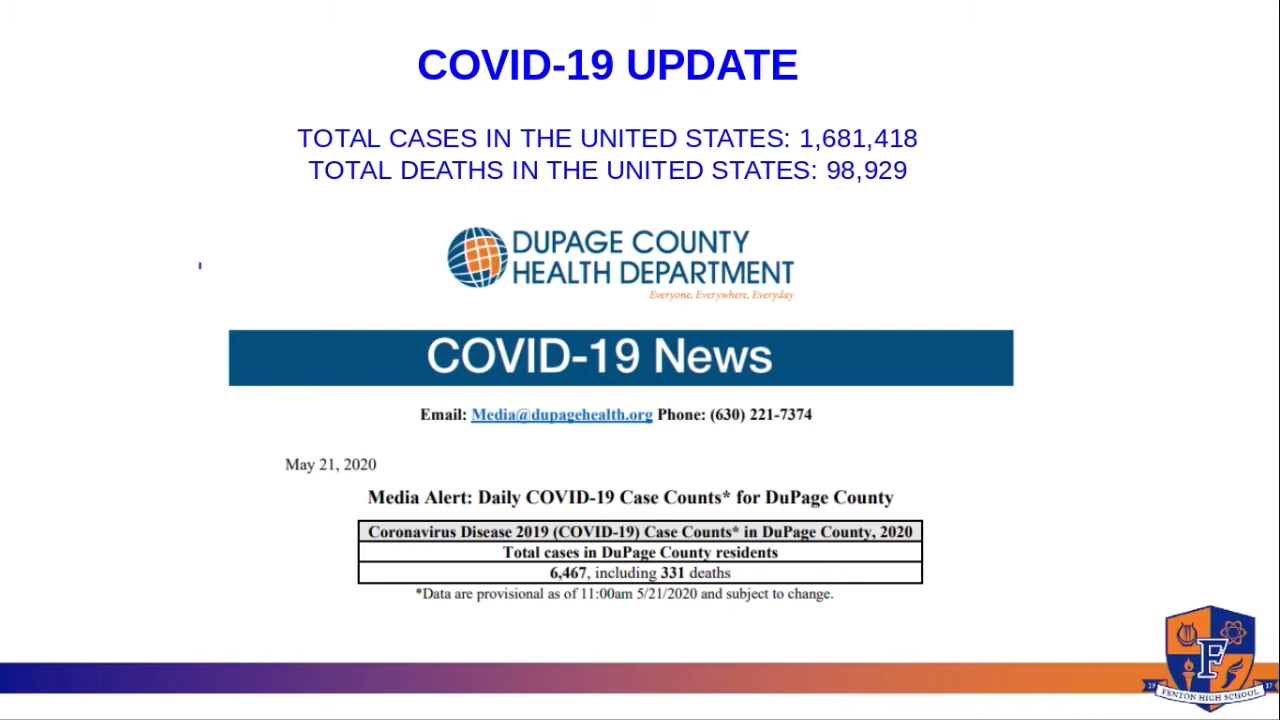 COVID-19 UPDATE
TOTAL CASES IN THE UNITED STATES: 1,681,418
TOTAL DEATHS IN THE UNITED STATES: 98,929
DUPAGE COUNTY
HEALTH DEPARTMENT
Everyone, Everywhere, Everyday
COVID-19 News
Email: Media@dupagehealth.org Phone: (630) 221-7374
May 21, 2020
Media Alert: Daily COVID-19 Case Counts* for DuPage County
Coronavirus Disease 2019 (COVID-19) Case Counts* in DuPage County, 2020
Total cases in DuPage County residents
6,467, including 331 deaths
*Data are provisional as of 11:00am 5/21/2020 and subject to change.
F
FENTON HIGH SCHOOL